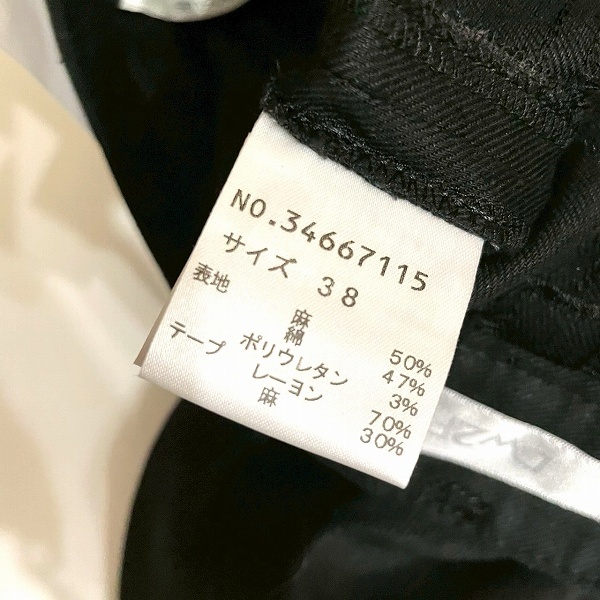 NO.34667115
サイズ 38
表地 麻 50%
綿 47%
ポリウレタン 3%
テープ レーヨン 70%
麻 30%